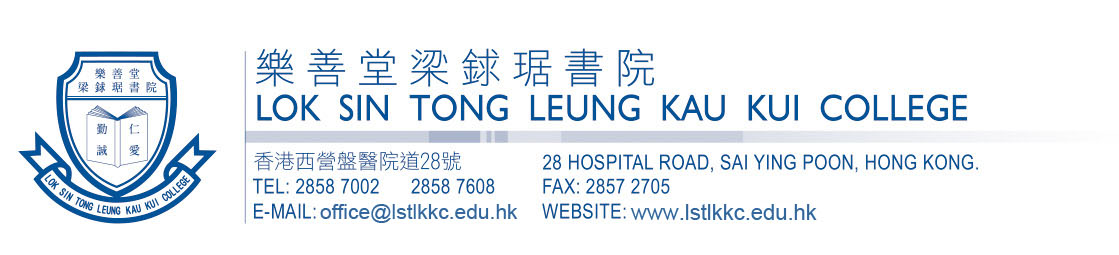 樂善堂
梁銶琚書院
勤 仁
誠 愛
LOK SIN TONG LEUNG KAU KUI COLLEGE
樂善堂梁銶琚書院
LOK SIN TONG LEUNG KAU KUI COLLEGE
香港西營盤醫院道28號 28 HOSPITAL ROAD, SAI YING POON, HONG KONG.
TEL: 2858 7002 2858 7608 FAX: 2857 2705
E-MAIL: office@lstlkkc.edu.hk WEBSITE: www.lstlkkc.edu.hk